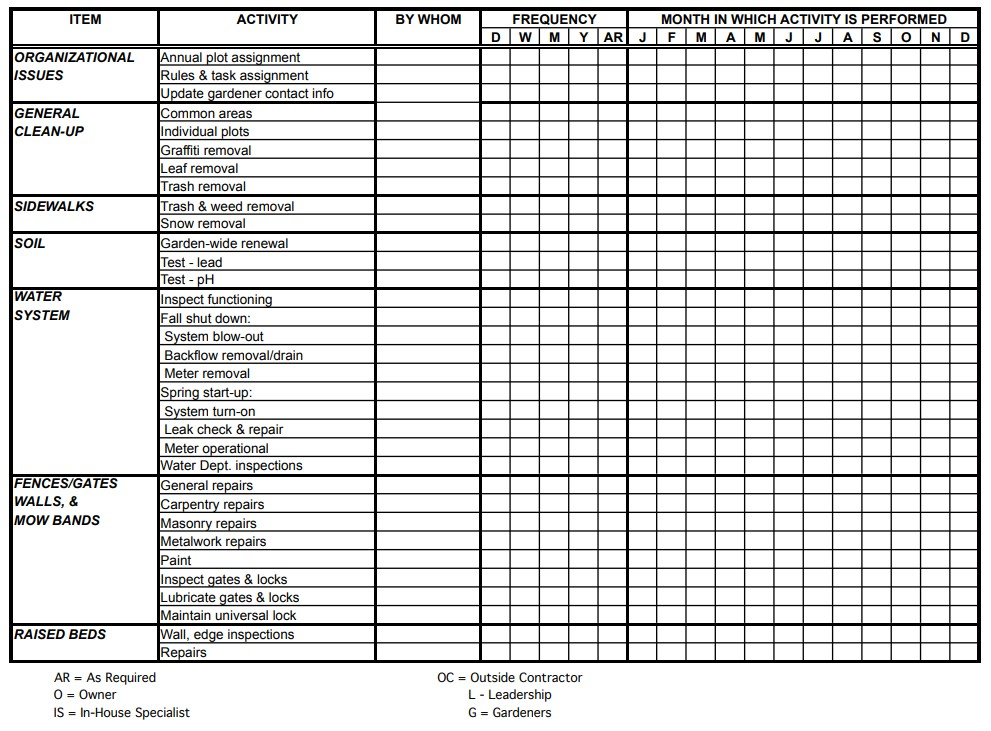 ITEM ACTIVITY BY WHOM FREQUENCY MONTH IN WHICH ACTIVITY IS PERFORMED
D W M Y AR J F M A M J J A S O N D
ORGANIZATIONAL Annual plot assignment
ISSUES Rules & task assignment
Update gardener contact info
GENERAL Common areas
CLEAN-UP Individual plots
Graffiti removal
Leaf removal
Trash removal
SIDEWALKS Trash & weed removal
Snow removal
SOIL Garden-wide renewal
Test - lead
Test - pH
WATER Inspect functioning
SYSTEM Fall shut down:
System blow-out
Backflow removal/drain
Meter removal
Spring start-up:
System turn-on
Leak check & repair
Meter operational
Water Dept. inspections
FENCES/GATES General repairs
WALLS, & Carpentry repairs
MOW BANDS Masonry repairs
Metalwork repairs
Paint
Inspect gates & locks
Lubricate gates & locks
Maintain universal lock
RAISED BEDS Wall, edge inspections
Repairs
AR = As Required OC = Outside Contractor
O = Owner L - Leadership
IS = In-House Specialist G = Gardeners